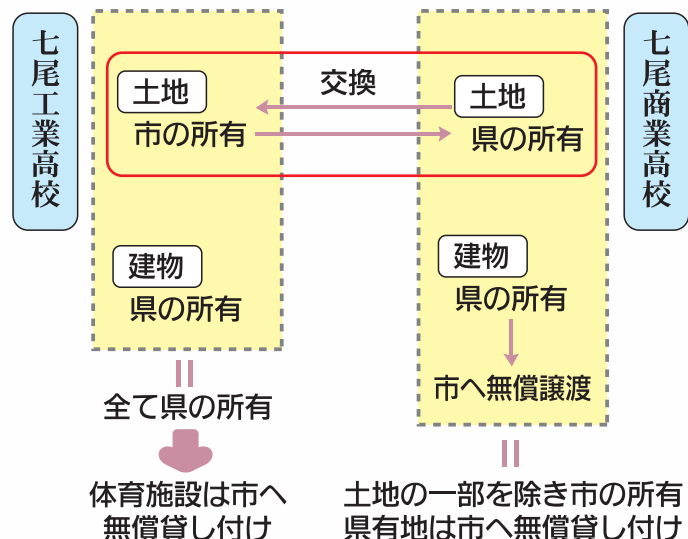 七尾工業高校
土地
市の所有
交換
土地
県の所有
七尾商業高校
建物
県の所有
建物
県の所有
市へ無償譲渡
全て県の所有
体育施設は市へ
無償貸し付け
土地の一部を除き市の所有
県有地は市へ無償貸し付け